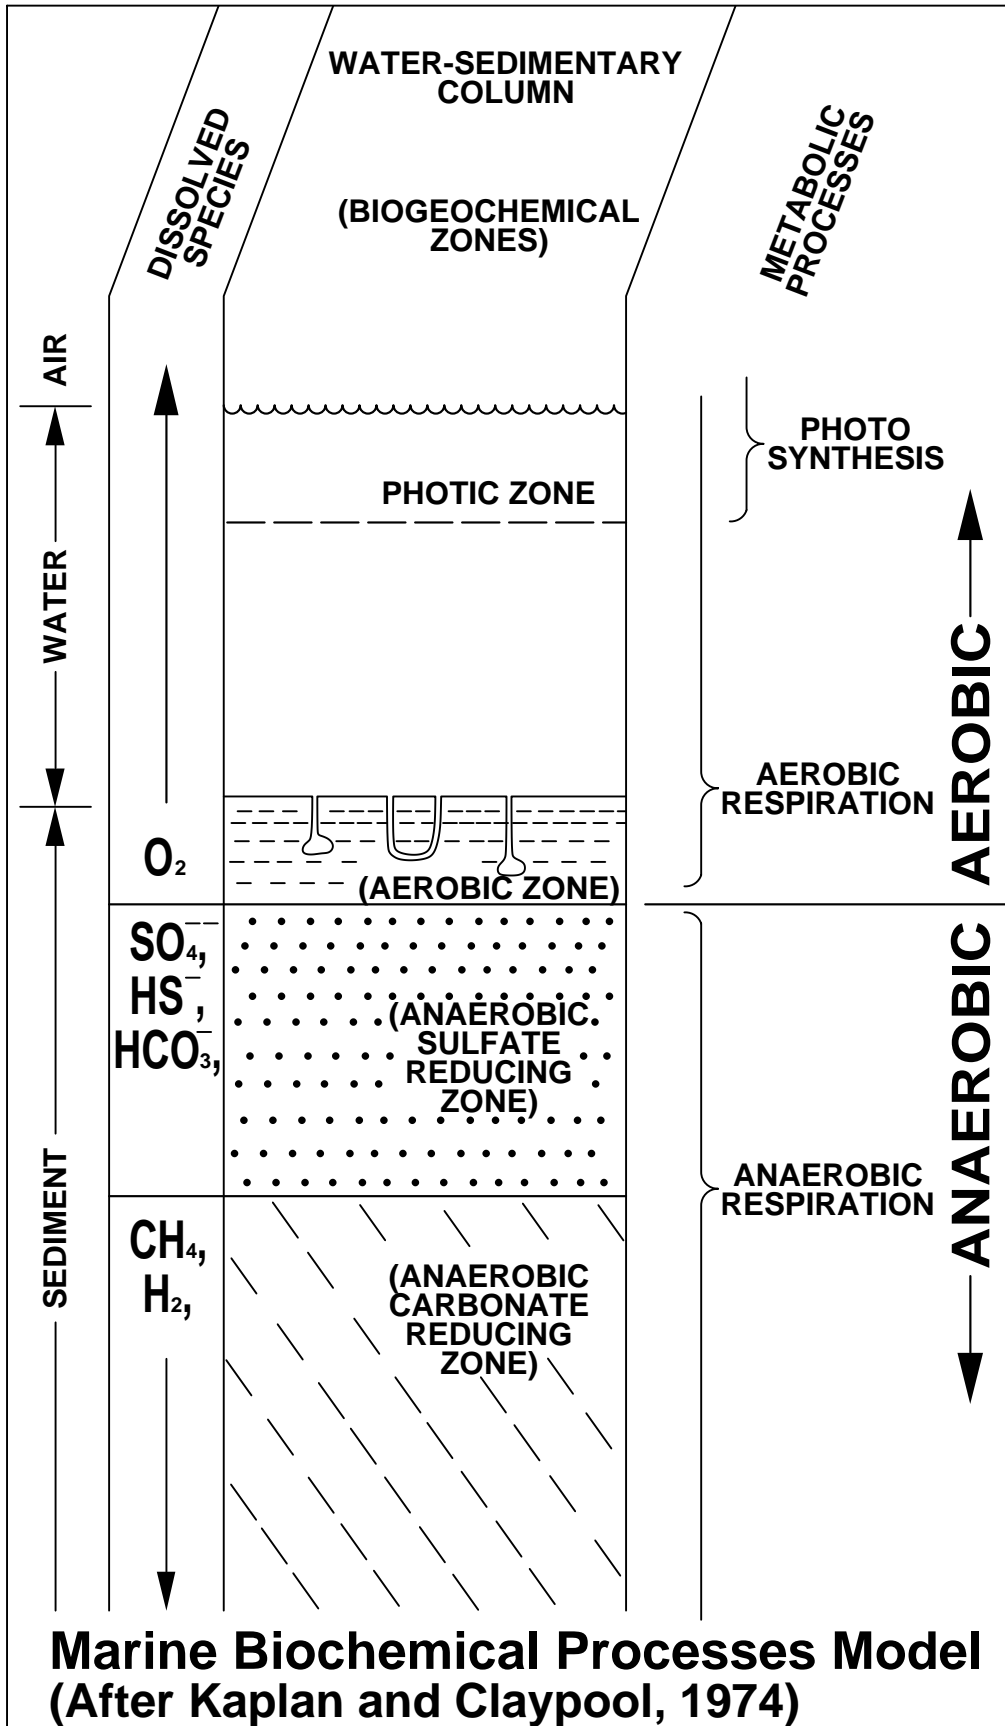 DISSOLVED
SPECIES
WATER-SEDIMENTARY
COLUMN
(BIOGEOCHEMICAL
ZONES)
METABOLIC
PROCESSES
AIR
WATER
SEDIMENT
PHOTIC ZONE
PHOTO
SYNTHESIS
AEROBIC
RESPIRATION
AEROBIC
O₂
(AEROBIC ZONE)
SO₄⁻⁻,
HS⁻,
HCO₃⁻,
(ANAEROBIC
SULFATE
REDUCING
ZONE)
ANAEROBIC
RESPIRATION
ANAEROBIC
CH₄,
H₂,
(ANAEROBIC
CARBONATE
REDUCING
ZONE)
Marine Biochemical Processes Model
(After Kaplan and Claypool, 1974)